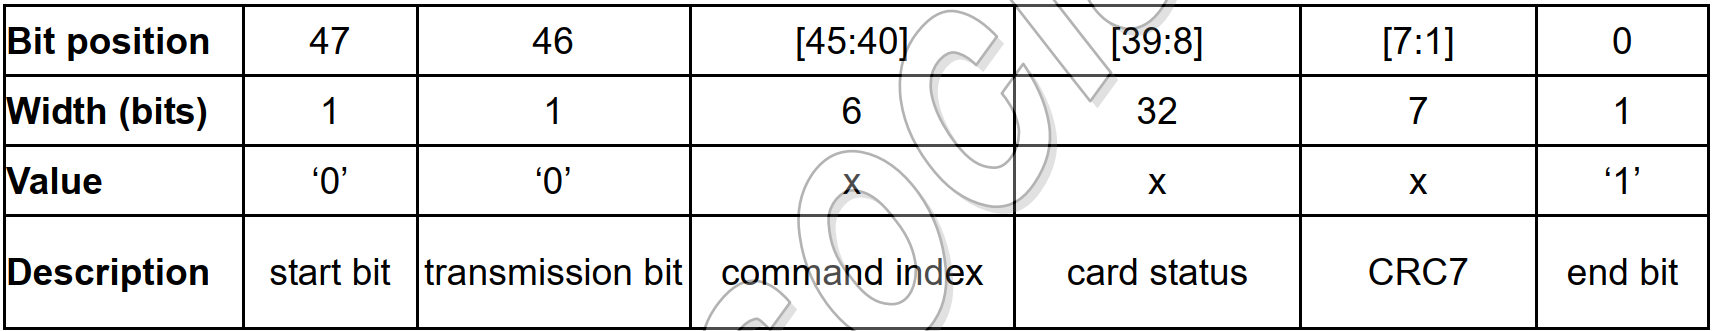 Bit position 47 46 [45:40] [39:8] [7:1] 0
Width (bits) 1 1 6 32 7 1
Value ‘0’ ‘0’ x x x ‘1’
Description start bit transmission bit command index card status CRC7 end bit